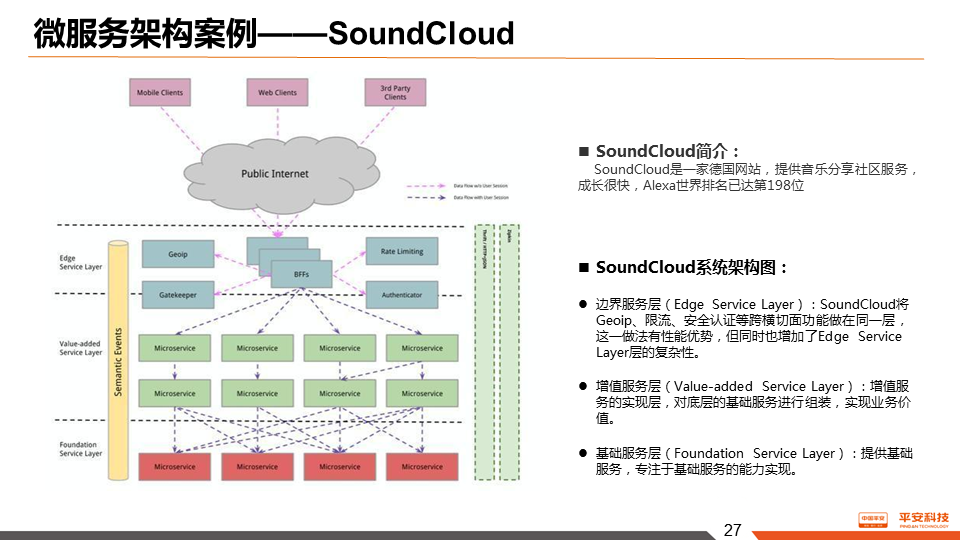 微服务架构案例——SoundCloud
Mobile Clients
Web Clients
3rd Party
Clients
Public Internet
Data Flow w/o User Session
Data Flow with User Session
Edge
Service Layer
Geoip
BFFs
Rate Limiting
Gatekeeper
Authenticator
Value-added
Service Layer
Microservice
Microservice
Microservice
Microservice
Microservice
Microservice
Microservice
Microservice
Foundation
Service Layer
Microservice
Microservice
Microservice
Microservice
Semantic Events
Thrift / HTTP+JSON
Zipkin
■ SoundCloud简介：
SoundCloud是一家德国网站，提供音乐分享社区服务，
成长很快，Alexa世界排名已达第198位
■ SoundCloud系统架构图：
● 边界服务层（Edge Service Layer）：SoundCloud将
Geoip、限流、安全认证等跨横切面功能做在同一层，
这一做法有性能优势，但同时也增加了Edge Service
Layer层的复杂性。
● 增值服务层（Value-added Service Layer）：增值服
务的实现层，对底层的基础服务进行组装，实现业务价
值。
● 基础服务层（Foundation Service Layer）：提供基础
服务，专注于基础服务的能力实现。
27
中国平安
平安科技
PINGAN TECHNOLOGY